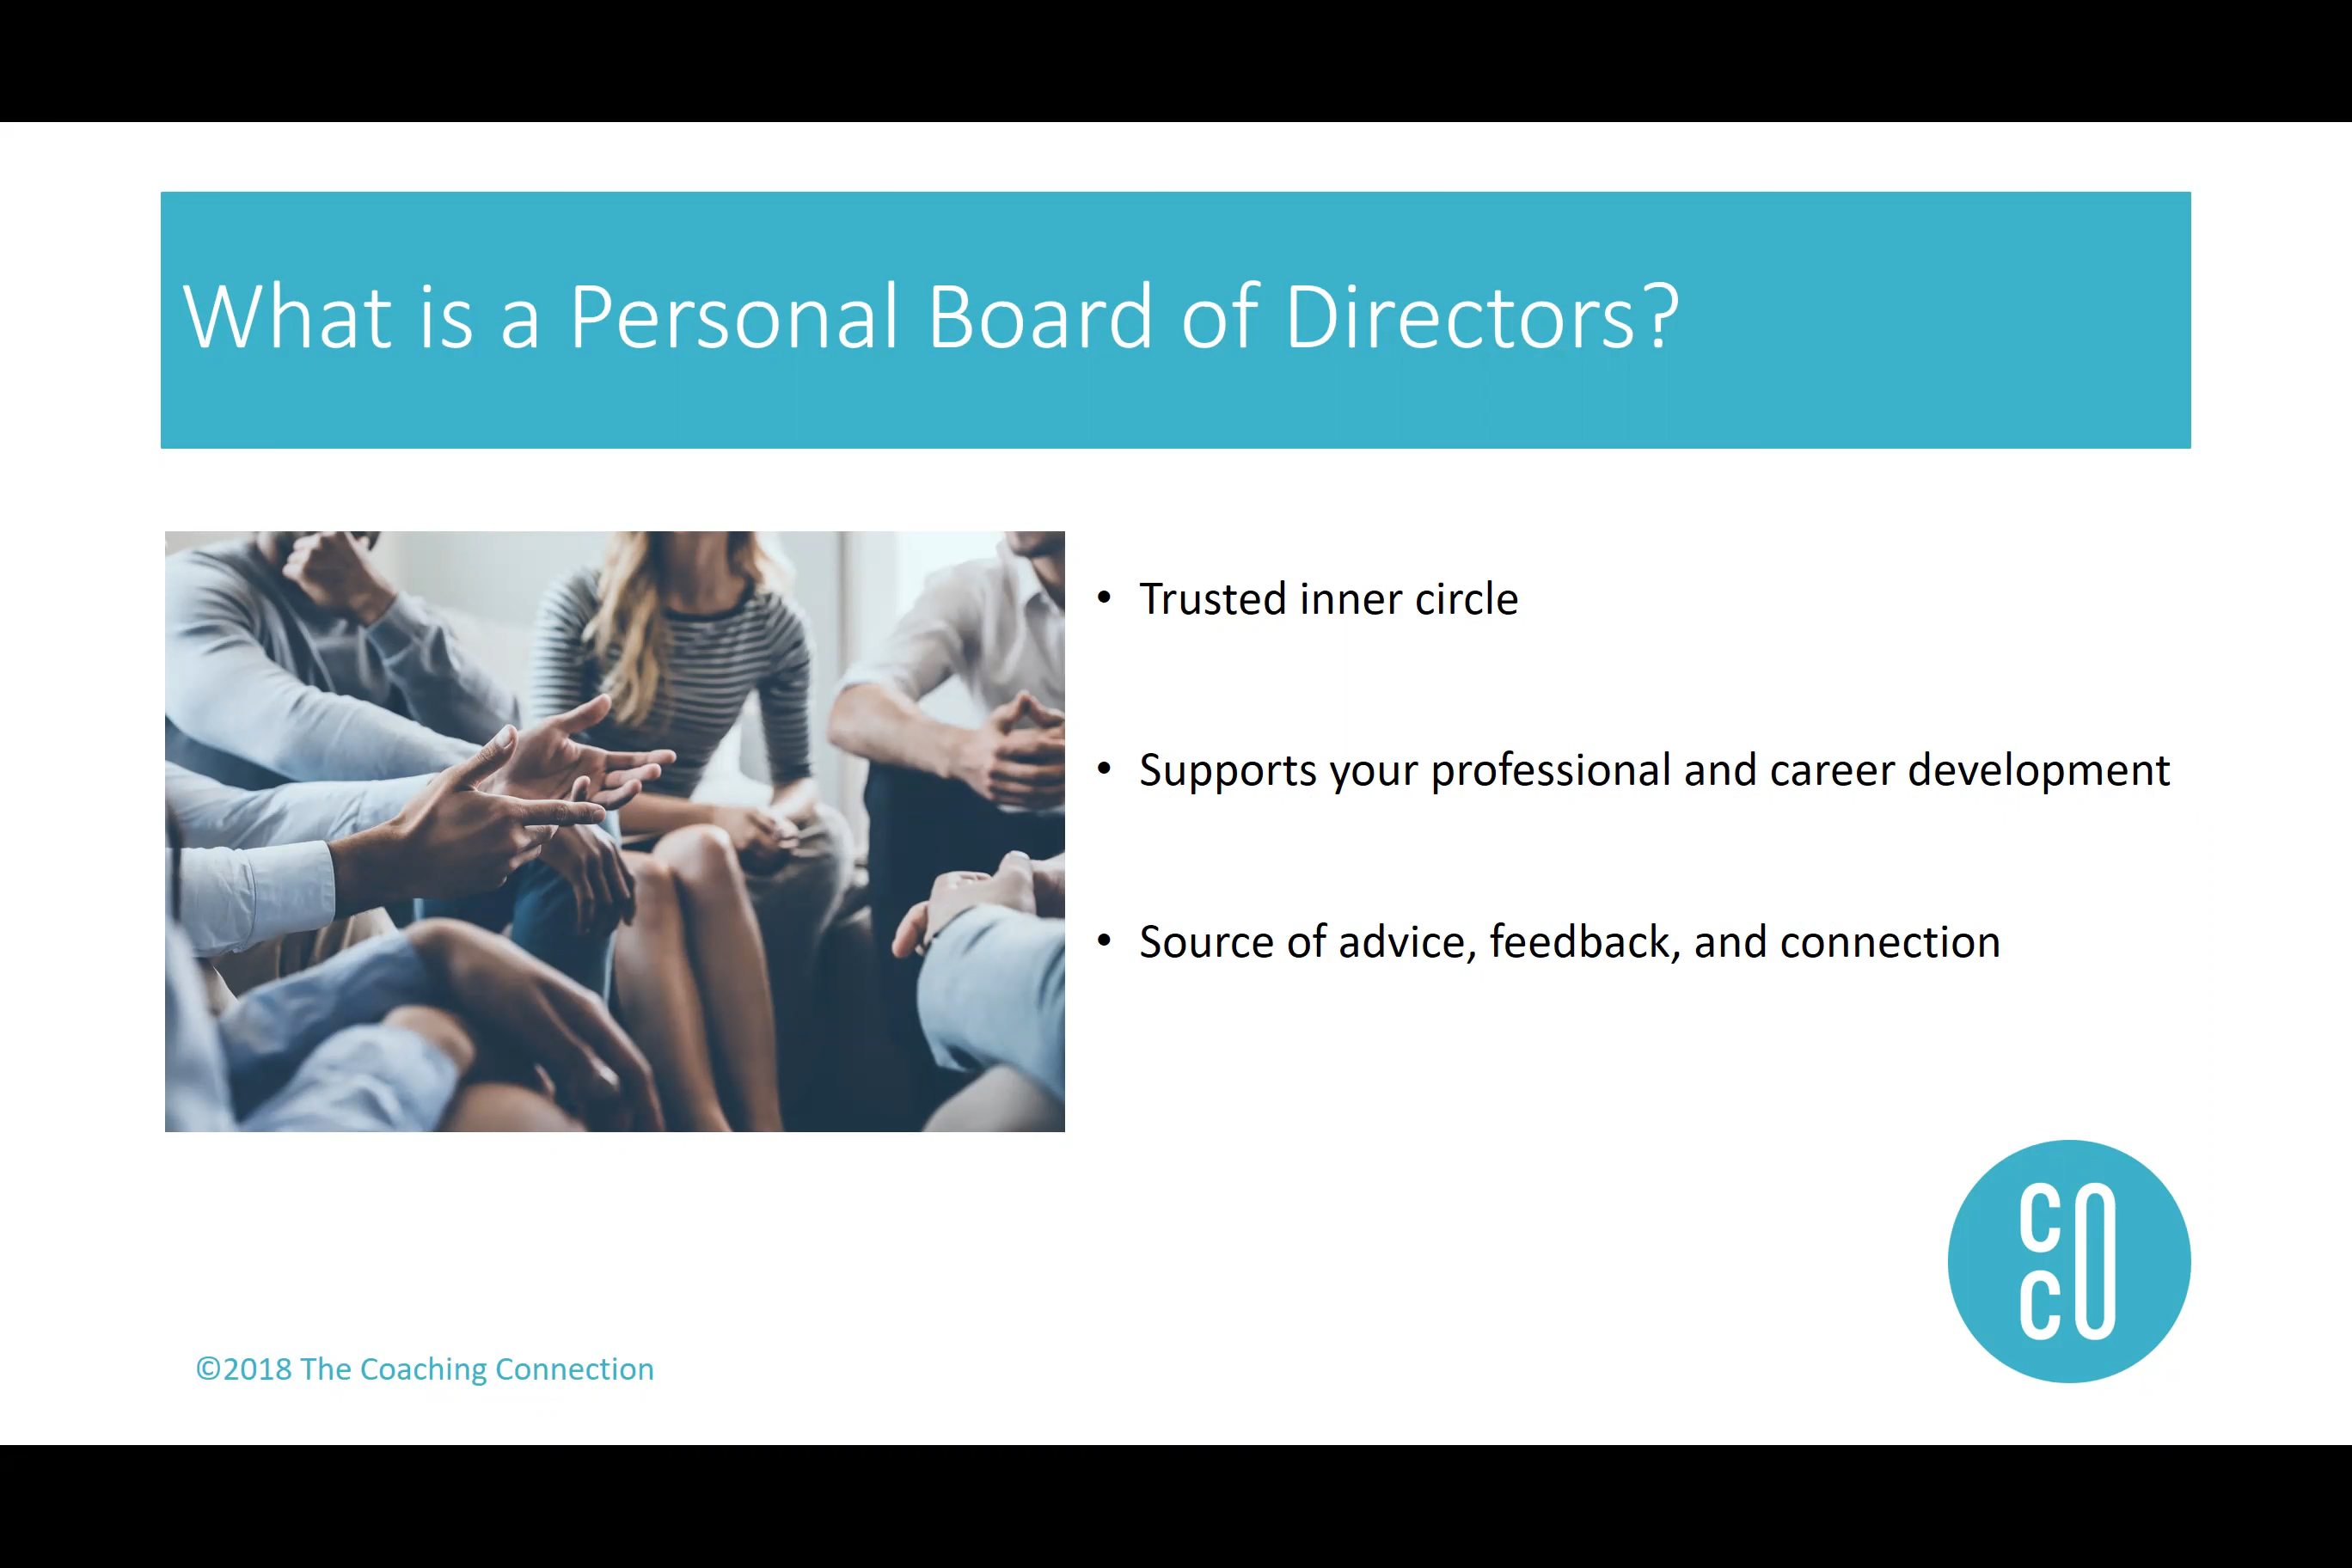 What is a Personal Board of Directors?
• Trusted inner circle
• Supports your professional and career development
• Source of advice, feedback, and connection
CO
C
©2018 The Coaching Connection